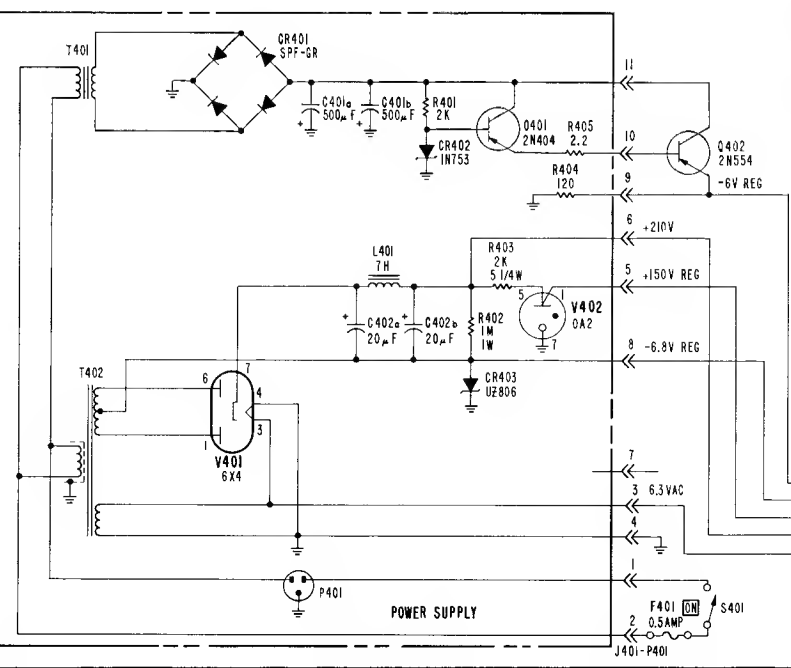 T401
CR401
SPF-GR
C401a
500µF
+
C401b
500µF
+
R401
2K
CR402
1N753
Q401
2N404
R405
2.2
R404
120
11
10
9
Q402
2N554
-6V REG
6
+210V
5
+150V REG
8
-6.8V REG
L401
7H
+
C402a
20µF
+
C402b
20µF
R403
2K
5 1/4W
R402
1M
1W
5
1
V402
OA2
7
CR403
UZ806
T402
6
7
4
3
1
V401
6X4
7
3
6.3VAC
4
1
P401
POWER SUPPLY
F401
ON
0.5AMP
S401
2
J401-P401